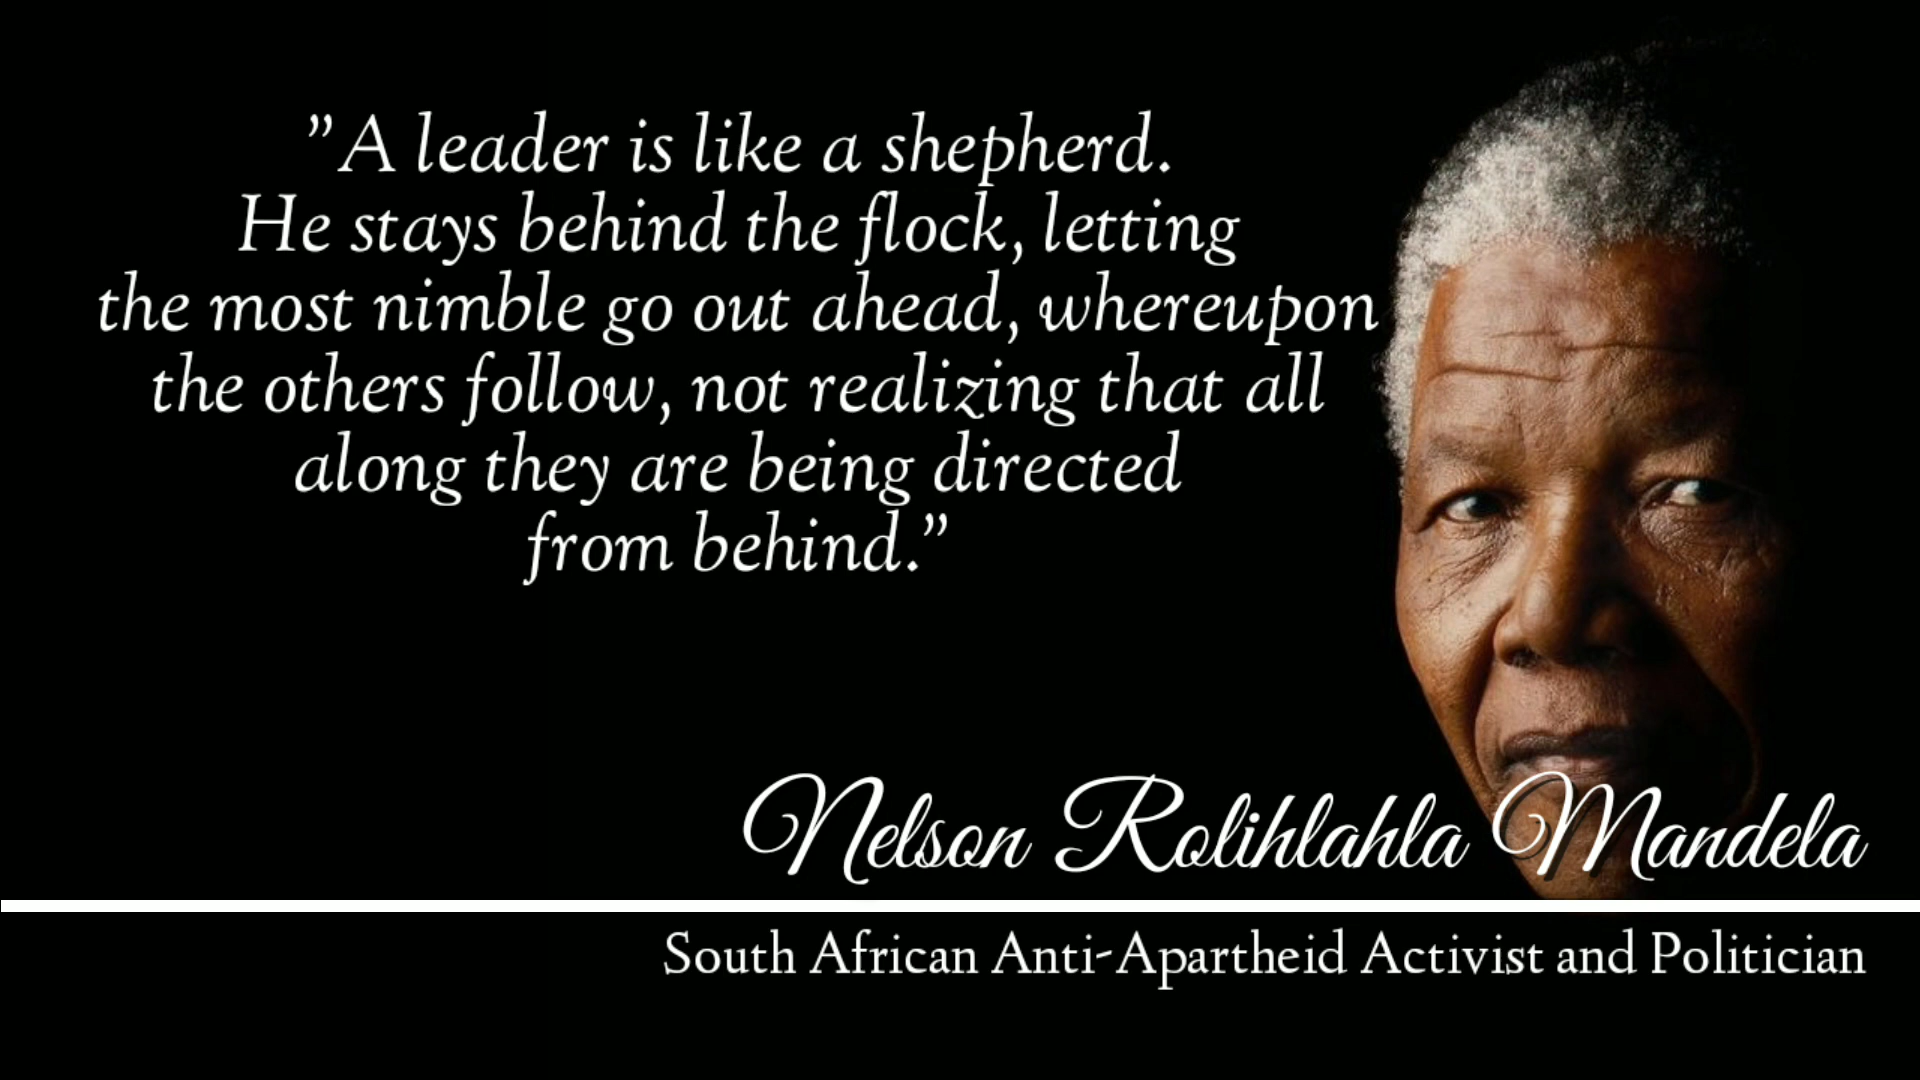 ”A leader is like a shepherd.
He stays behind the flock, letting
the most nimble go out ahead, whereupon
the others follow, not realizing that all
along they are being directed
from behind.”
Nelson Rolihlahla Mandela
South African Anti-Apartheid Activist and Politician